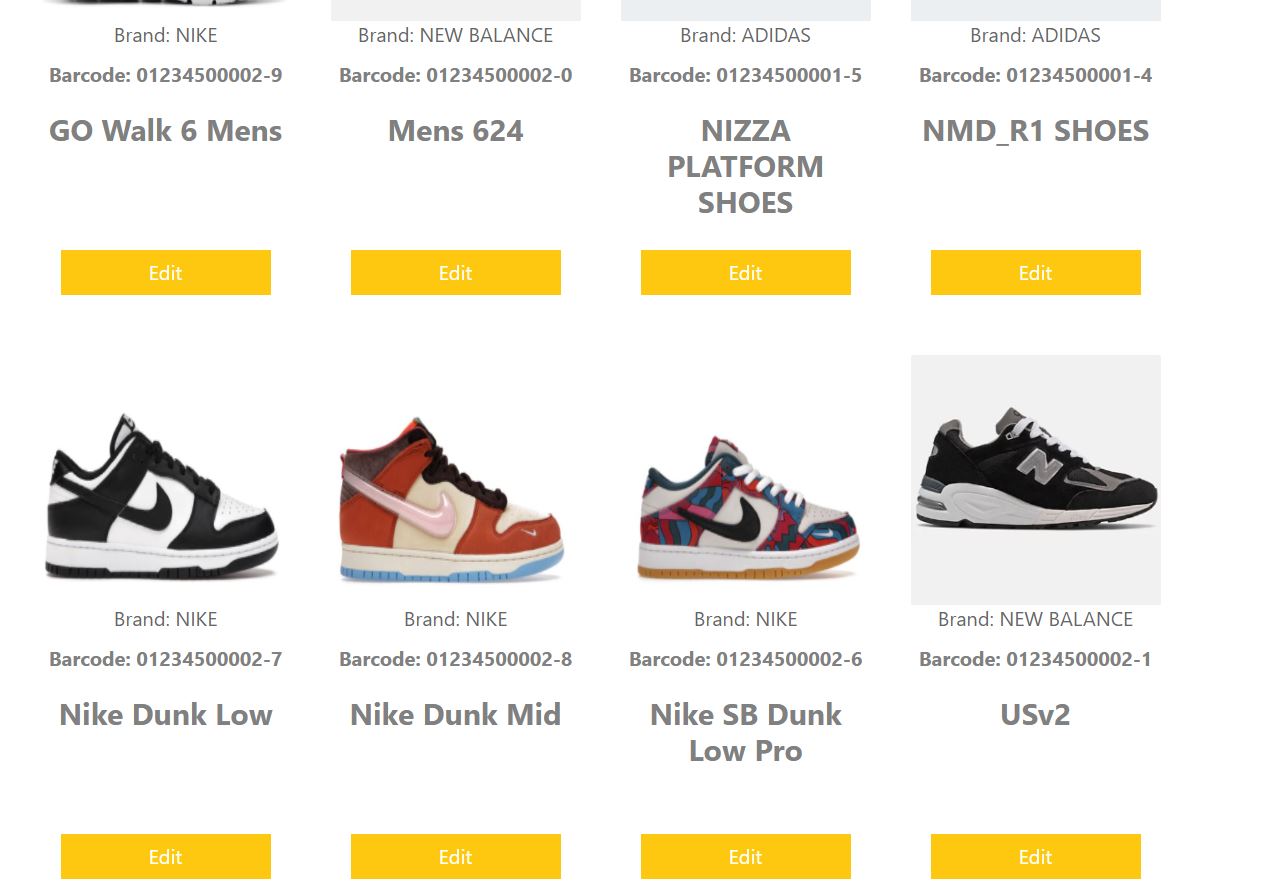 Brand: NIKE
Brand: NEW BALANCE
Brand: ADIDAS
Brand: ADIDAS
Barcode: 01234500002-9
Barcode: 01234500002-0
Barcode: 01234500001-5
Barcode: 01234500001-4
GO Walk 6 Mens
Mens 624
NIZZA
PLATFORM
SHOES
NMD_R1 SHOES
Edit
Edit
Edit
Edit
N
Brand: NIKE
Brand: NIKE
Brand: NIKE
Brand: NEW BALANCE
Barcode: 01234500002-7
Barcode: 01234500002-8
Barcode: 01234500002-6
Barcode: 01234500002-1
Nike Dunk Low
Nike Dunk Mid
Nike SB Dunk
Low Pro
USv2
Edit
Edit
Edit
Edit